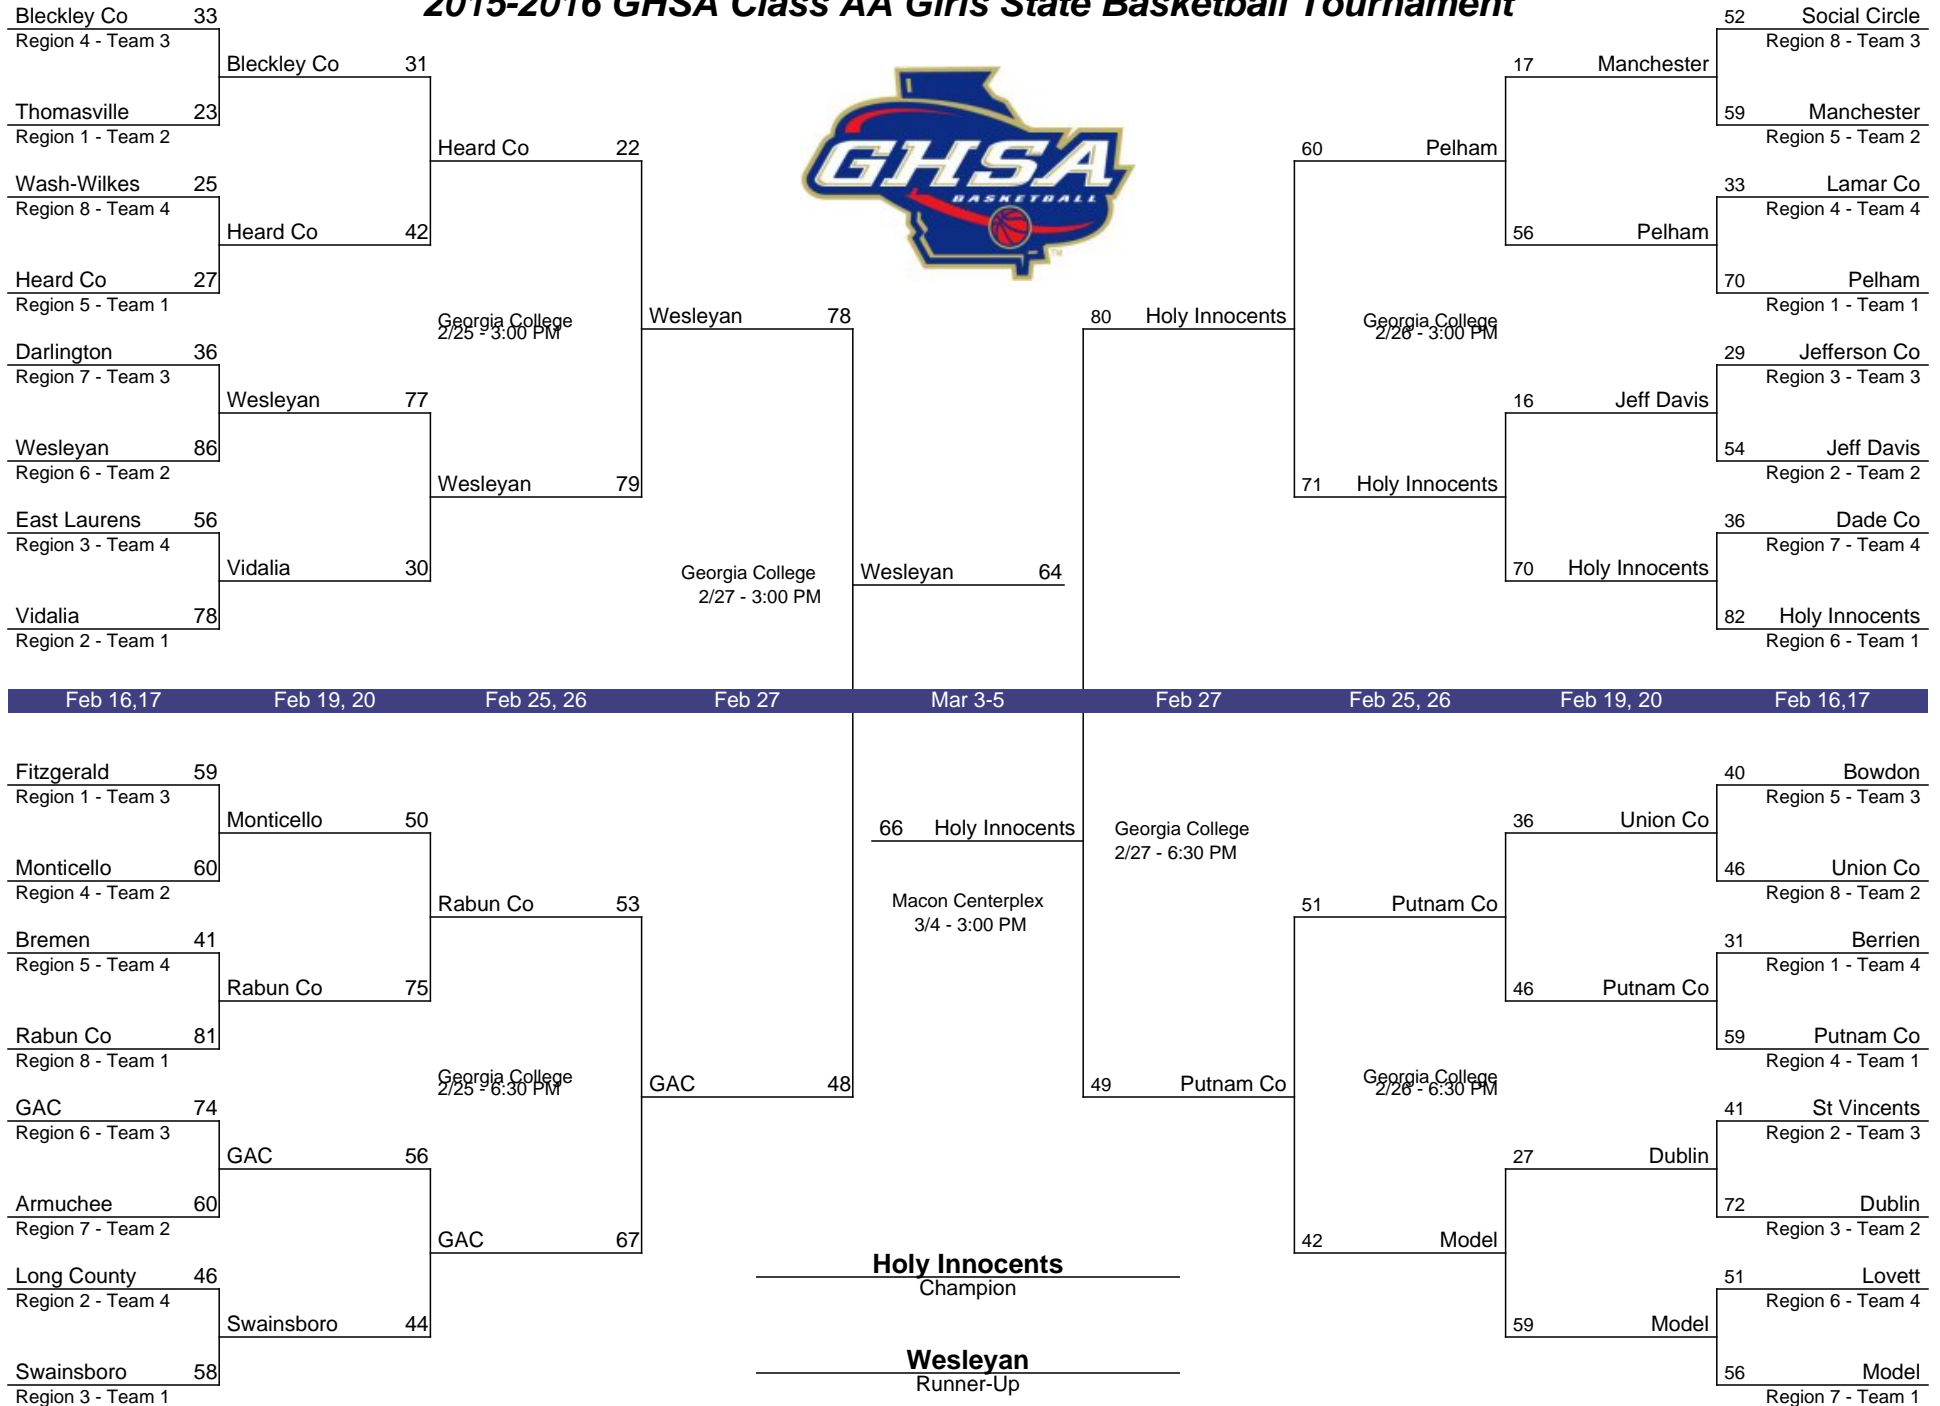 2015-2016 GHSA Class AA Girls State Basketball Tournament
Bleckley Co 33
Region 4 - Team 3
Thomasville 23
Region 1 - Team 2
Wash-Wilkes 25
Region 8 - Team 4
Heard Co 27
Region 5 - Team 1
Darlington 36
Region 7 - Team 3
Wesleyan 86
Region 6 - Team 2
East Laurens 56
Region 3 - Team 4
Vidalia 78
Region 2 - Team 1
Bleckley Co 31
Heard Co 42
Wesleyan 77
Vidalia 30
Heard Co 22
Georgia College
2/25 - 3:00 PM
Wesleyan 79
Wesleyan 78
Georgia College
2/27 - 3:00 PM
Wesleyan 64
GHSA
BASKETBALL
TM
80 Holy Innocents
60 Pelham
Georgia College
2/26 - 3:00 PM
71 Holy Innocents
17 Manchester
56 Pelham
16 Jeff Davis
70 Holy Innocents
52 Social Circle
Region 8 - Team 3
59 Manchester
Region 5 - Team 2
33 Lamar Co
Region 4 - Team 4
70 Pelham
Region 1 - Team 1
29 Jefferson Co
Region 3 - Team 3
54 Jeff Davis
Region 2 - Team 2
36 Dade Co
Region 7 - Team 4
82 Holy Innocents
Region 6 - Team 1
Feb 16,17 Feb 19, 20 Feb 25, 26 Feb 27 Mar 3-5 Feb 27 Feb 25, 26 Feb 19, 20 Feb 16,17
Fitzgerald 59
Region 1 - Team 3
Monticello 60
Region 4 - Team 2
Bremen 41
Region 5 - Team 4
Rabun Co 81
Region 8 - Team 1
GAC 74
Region 6 - Team 3
Armuchee 60
Region 7 - Team 2
Long County 46
Region 2 - Team 4
Swainsboro 58
Region 3 - Team 1
Monticello 50
Rabun Co 75
GAC 56
Swainsboro 44
Rabun Co 53
Georgia College
2/25 - 6:30 PM
GAC 67
GAC 48
66 Holy Innocents
Macon Centerplex
3/4 - 3:00 PM
Georgia College
2/27 - 6:30 PM
49 Putnam Co
51 Putnam Co
Georgia College
2/26 - 6:30 PM
42 Model
36 Union Co
46 Putnam Co
27 Dublin
59 Model
40 Bowdon
Region 5 - Team 3
46 Union Co
Region 8 - Team 2
31 Berrien
Region 1 - Team 4
59 Putnam Co
Region 4 - Team 1
41 St Vincents
Region 2 - Team 3
72 Dublin
Region 3 - Team 2
51 Lovett
Region 6 - Team 4
56 Model
Region 7 - Team 1
Holy Innocents
Champion
Wesleyan
Runner-Up